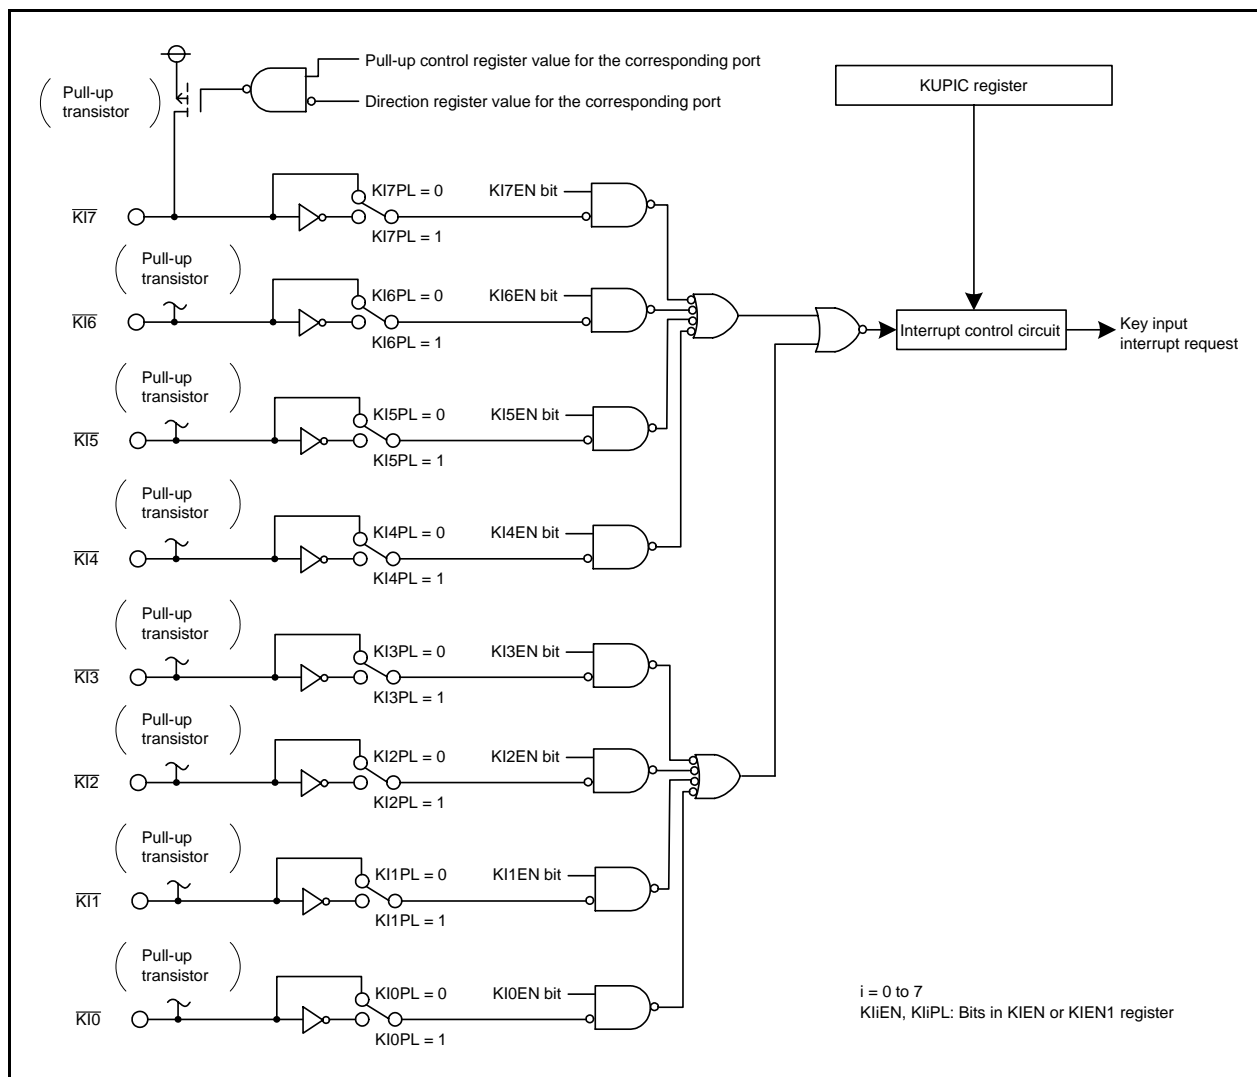 Pull-up control register value for the corresponding port
Pull-up
transistor
Direction register value for the corresponding port
KUPIC register
KI7
KI7PL = 0
KI7PL = 1
KI7EN bit
Pull-up
transistor
KI6
KI6PL = 0
KI6PL = 1
KI6EN bit
Interrupt control circuit
Key input
interrupt request
Pull-up
transistor
KI5
KI5PL = 0
KI5PL = 1
KI5EN bit
Pull-up
transistor
KI4
KI4PL = 0
KI4PL = 1
KI4EN bit
Pull-up
transistor
KI3
KI3PL = 0
KI3PL = 1
KI3EN bit
Pull-up
transistor
KI2
KI2PL = 0
KI2PL = 1
KI2EN bit
Pull-up
transistor
KI1
KI1PL = 0
KI1PL = 1
KI1EN bit
Pull-up
transistor
KI0
KI0PL = 0
KI0PL = 1
KI0EN bit
i = 0 to 7
KIiEN, KIiPL: Bits in KIEN or KIEN1 register